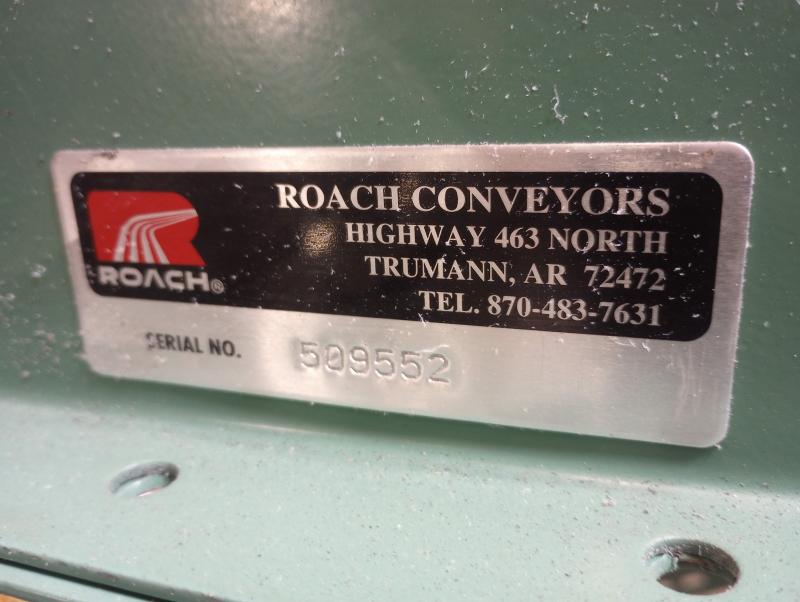 ROACH®
ROACH CONVEYORS
HIGHWAY 463 NORTH
TRUMANN, AR 72472
TEL. 870-483-7631
SERIAL NO. 509552